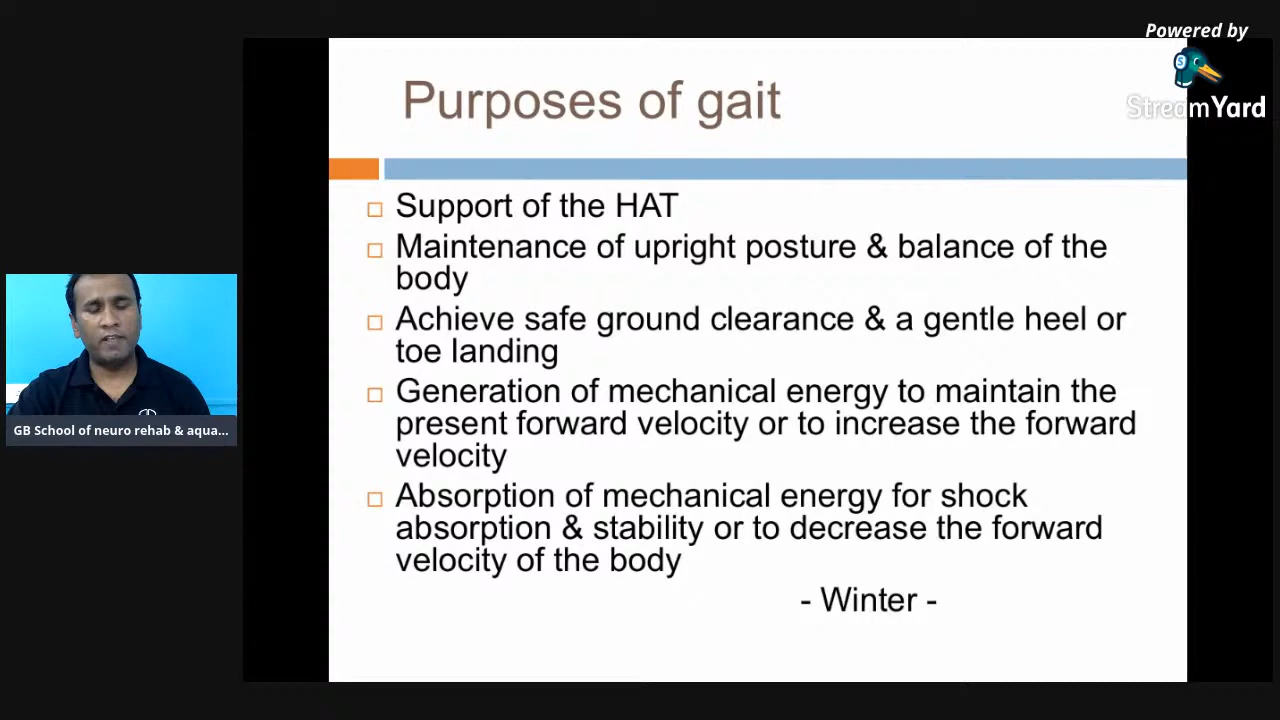 Powered by
StreamYard
Purposes of gait
Support of the HAT
Maintenance of upright posture & balance of the
body
Achieve safe ground clearance & a gentle heel or
toe landing
Generation of mechanical energy to maintain the
present forward velocity or to increase the forward
velocity
Absorption of mechanical energy for shock
absorption & stability or to decrease the forward
velocity of the body
- Winter -
GB School of neuro rehab & aqua...